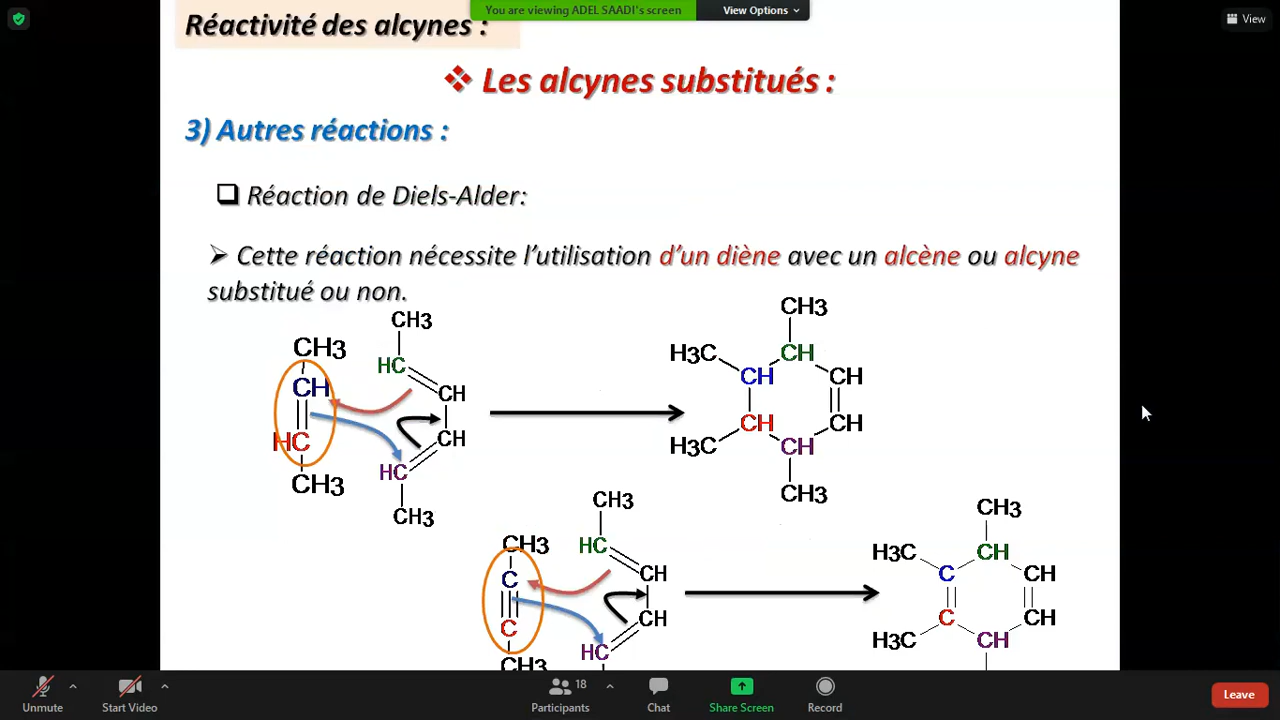 You are viewing ADEL SAADI's screen
View Options
View
Réactivité des alcynes :
Les alcynes substitués :
3) Autres réactions :
Réaction de Diels-Alder:
Cette réaction nécessite l'utilisation d'un diène avec un alcène ou alcyne
substitué ou non.
CH3
CH3
HC
CH
CH
HC
CH3
CH
HC
CH3
CH3
H3C
CH
CH
CH
CH
CH
H3C
CH
CH3
CH3
CH3
HC
C
CH
C
CH
HC
CH3
CH3
H3C
CH
C
CH
C
CH
H3C
CH
Unmute
Start Video
18
Participants
Chat
Share Screen
Record
Leave